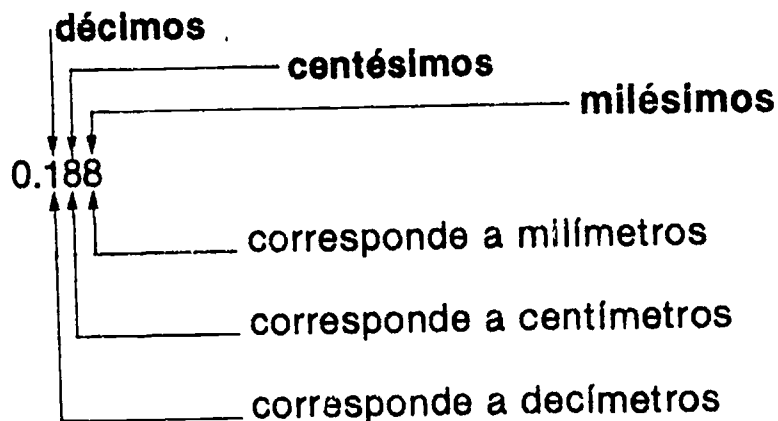 décimos
centésimos
milésimos
0.188
corresponde a milímetros
corresponde a centímetros
corresponde a decímetros